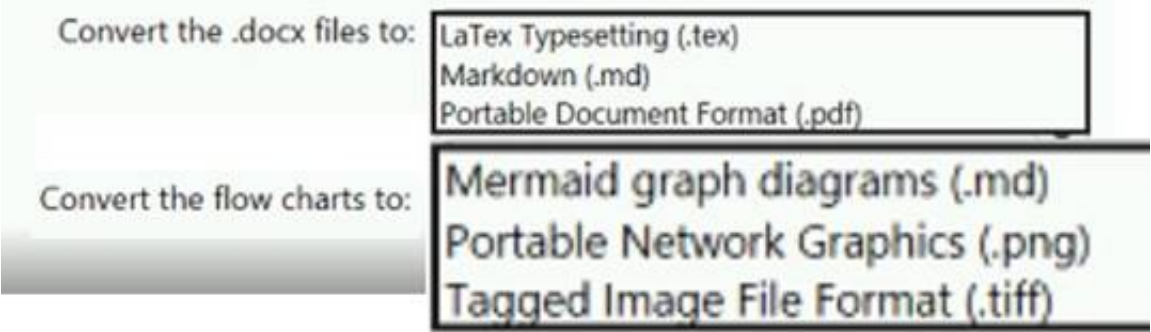 Convert the .docx files to:
LaTex Typesetting (.tex)
Markdown (.md)
Portable Document Format (.pdf)
Convert the flow charts to:
Mermaid graph diagrams (.md)
Portable Network Graphics (.png)
Tagged Image File Format (.tiff)